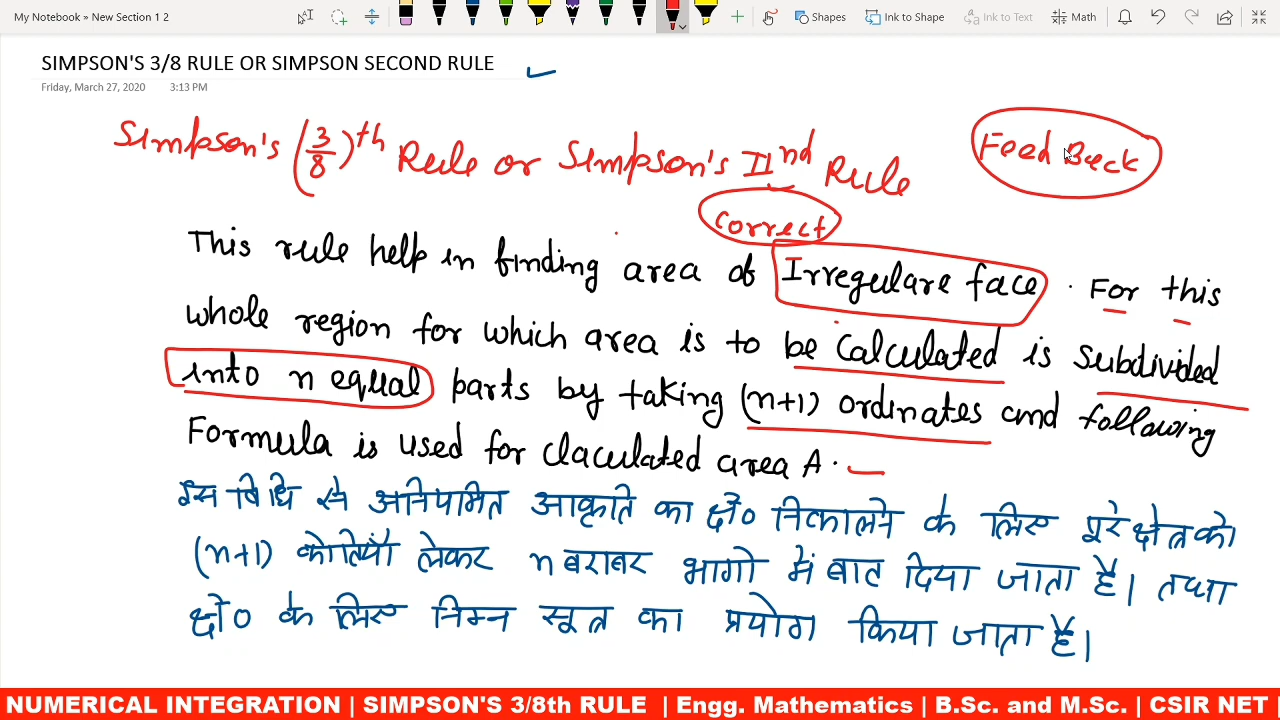 My Notebook » New Section 1 2
Shapes Ink to Shape Ink to Text Math
SIMPSON'S 3/8 RULE OR SIMPSON SECOND RULE
Friday, March 27, 2020 3:13 PM
Simpson's (3/8)th Rule or Simpson's IInd Rule
Feed Back
correct
This rule help in finding area of Irregulare face. For this
whole region for which area is to be calculated is subdivided
into n equal parts by taking (n+1) ordinates and following
Formula is used for claculated area A.
इस विधि से अनियमित आकृति का क्षे० निकालने के लिए पूरे क्षेत्र को
(n+1) कोटियाँ लेकर n बराबर भागो में बाट दिया जाता है। तथा
क्षे० के लिए निम्न सूत्र का प्रयोग किया जाता है।
NUMERICAL INTEGRATION | SIMPSON'S 3/8th RULE | Engg. Mathematics | B.Sc. and M.Sc. | CSIR NET